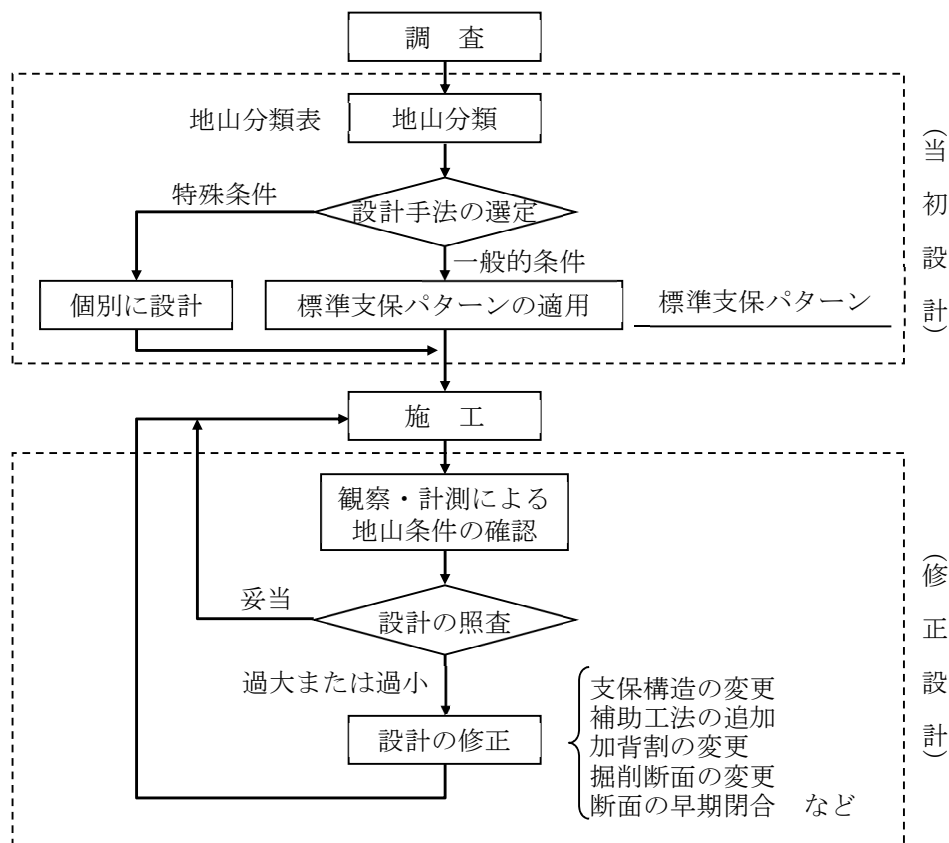 調　査
地山分類表
地山分類
(当初設計)
特殊条件
設計手法の選定
一般的条件
個別に設計
標準支保パターンの適用
標準支保パターン
施　工
観察・計測による
地山条件の確認
(修正設計)
妥当
設計の照査
過大または過小
設計の修正
支保構造の変更
補助工法の追加
加背割の変更
掘削断面の変更
断面の早期閉合　など